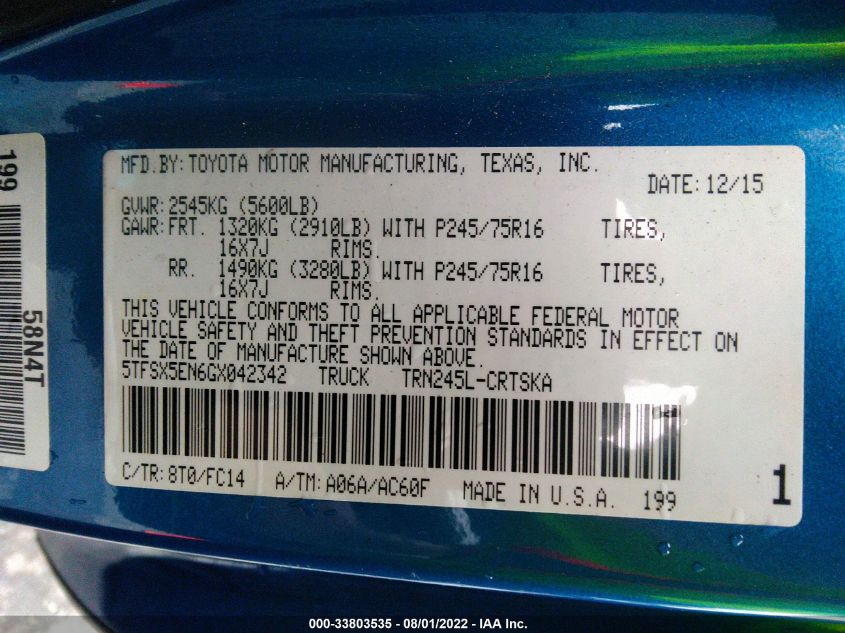 MFD.BY:TOYOTA MOTOR MANUFACTURING, TEXAS, INC.
DATE:12/15
GVWR:2545KG (5600LB)
GAWR:FRT. 1320KG (2910LB) WITH P245/75R16 TIRES,
16X7J RIMS.
RR. 1490KG (3280LB) WITH P245/75R16 TIRES,
16X7J RIMS.
THIS VEHICLE CONFORMS TO ALL APPLICABLE FEDERAL MOTOR
VEHICLE SAFETY AND THEFT PREVENTION STANDARDS IN EFFECT ON
THE DATE OF MANUFACTURE SHOWN ABOVE.
5TFSX5EN6GX042342 TRUCK TRN245L-CRTSKA
C/TR:8T0/FC14 A/TM:A06A/AC60F MADE IN U.S.A. 199
1
199
58N4T
000-33803535 - 08/01/2022 - IAA Inc.